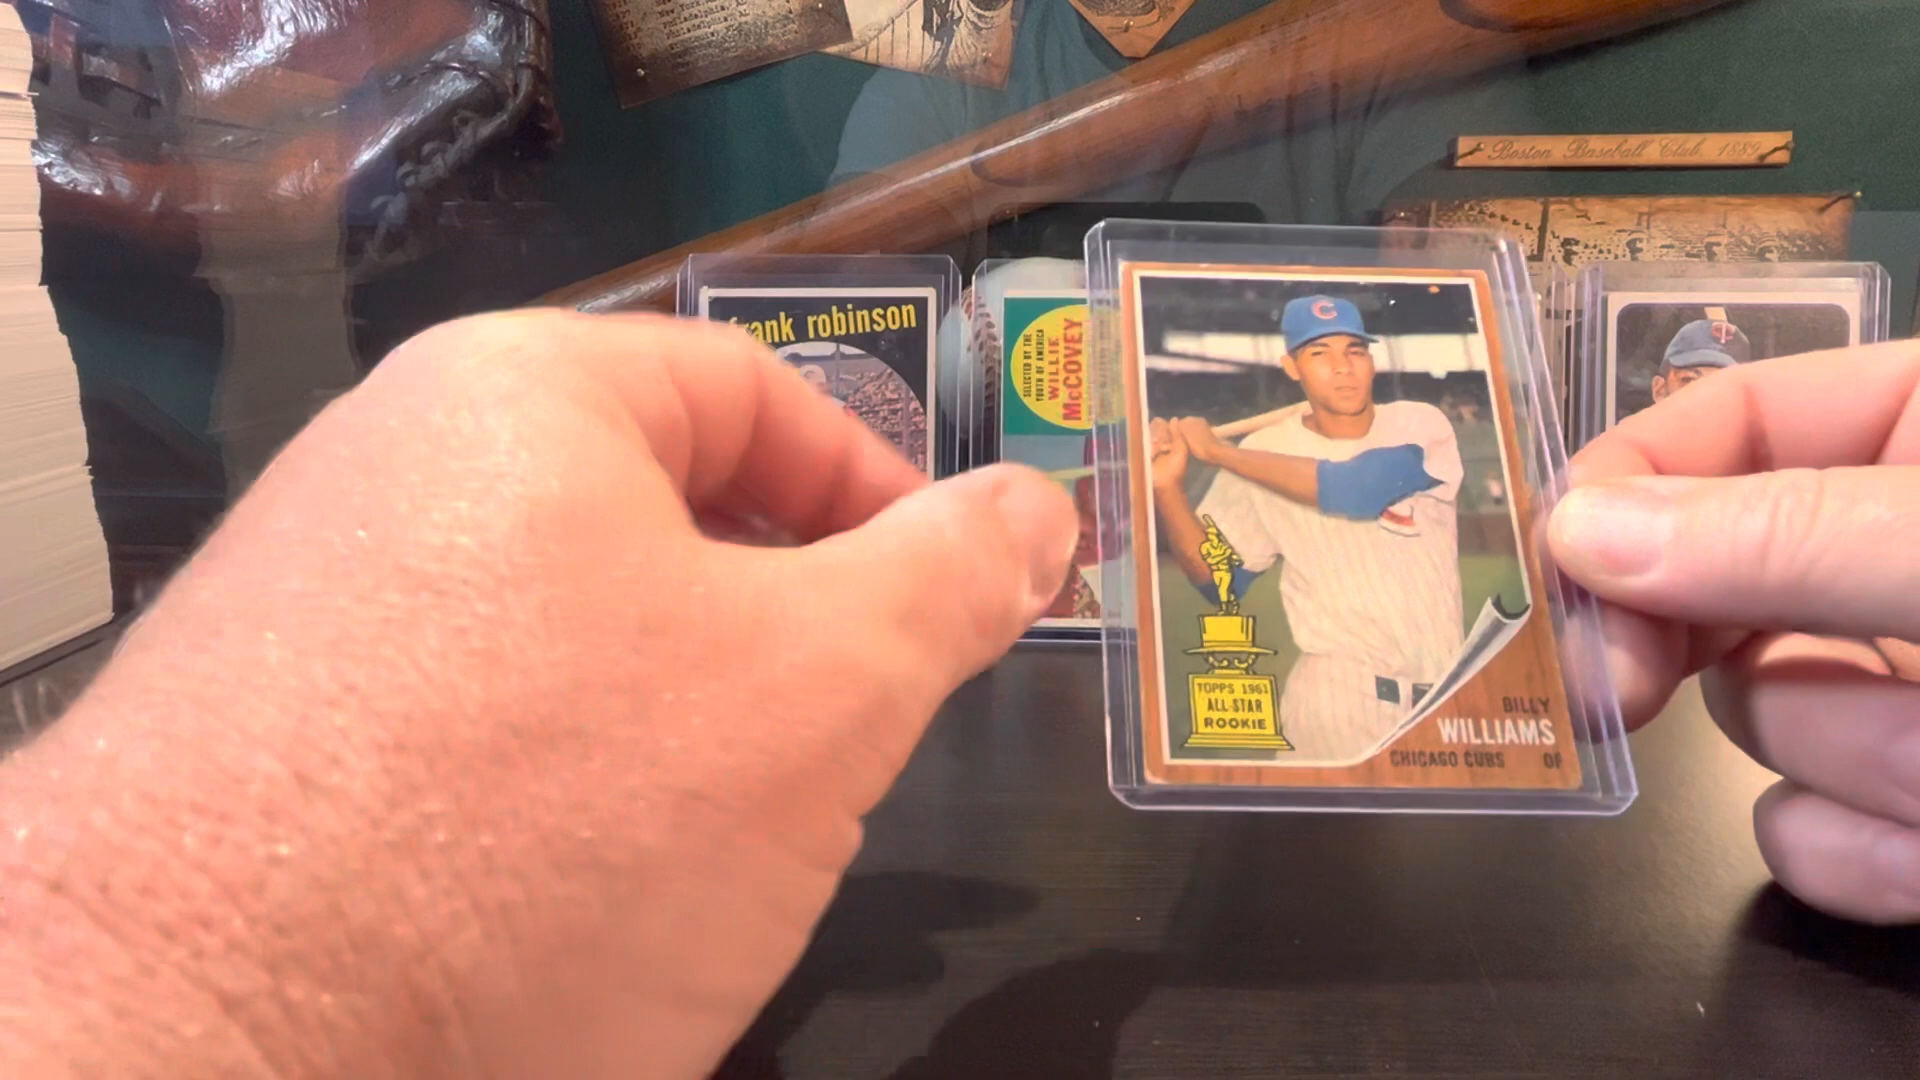 Boston Baseball Club, 1889
frank robinson
SELECTED BY THE
YOUTH OF AMERICA
WILLIE
McCOVEY
C
T
TOPPS 1961
ALL-STAR
ROOKIE
BILLY
WILLIAMS
CHICAGO CUBS OF